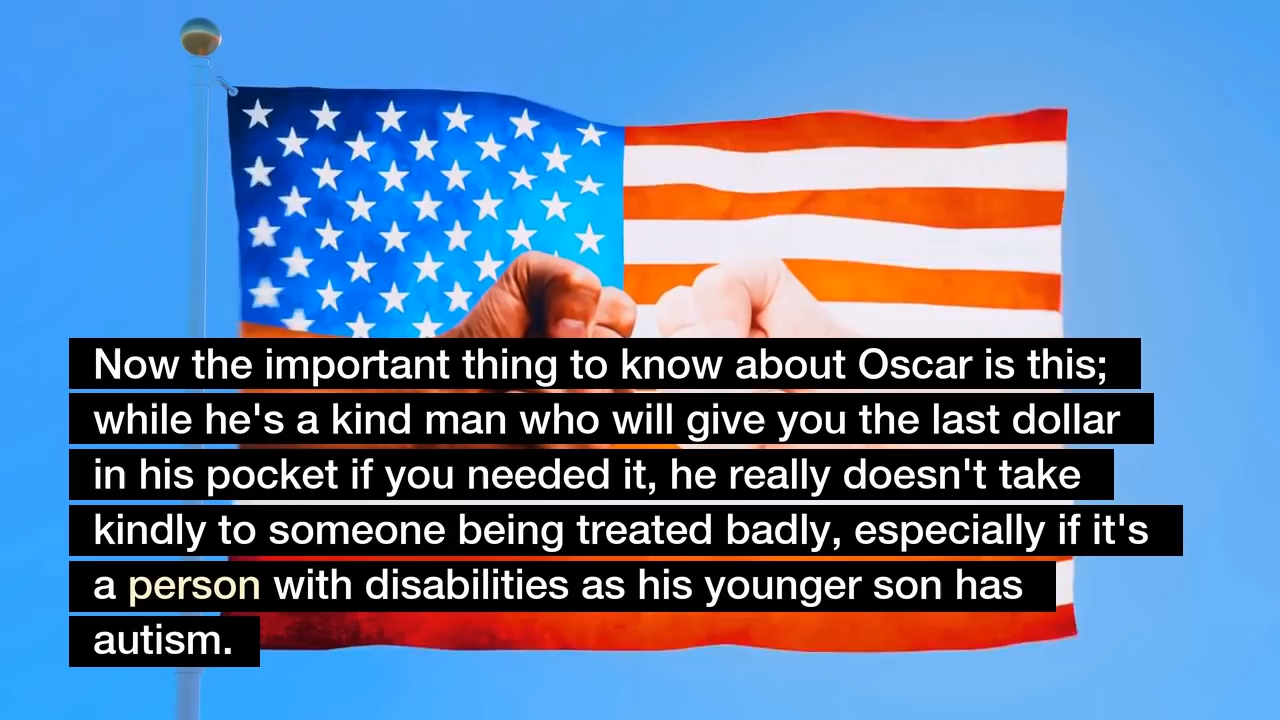 Now the important thing to know about Oscar is this;
while he's a kind man who will give you the last dollar
in his pocket if you needed it, he really doesn't take
kindly to someone being treated badly, especially if it's
a person with disabilities as his younger son has
autism.